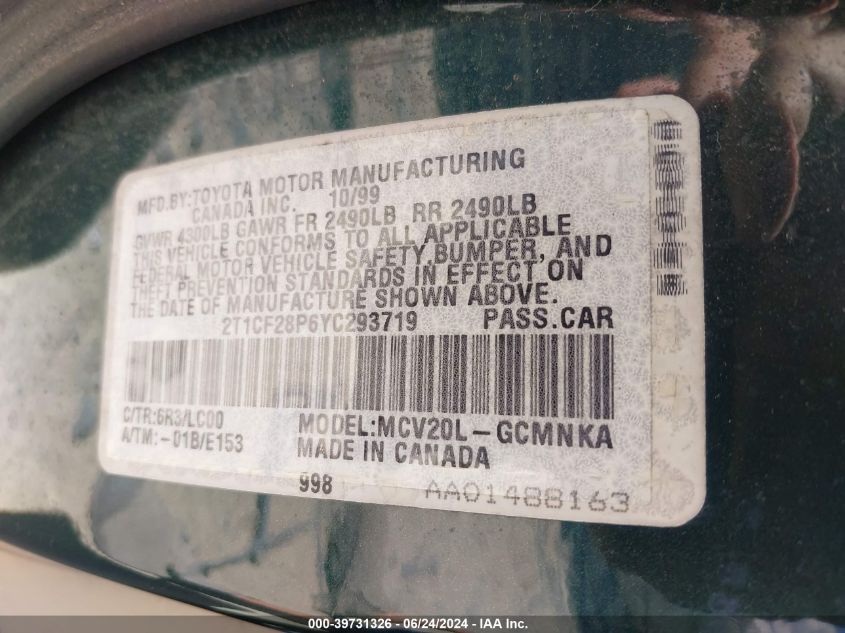 MFD.BY:TOYOTA MOTOR MANUFACTURING
CANADA INC. 10/99
GVWR 4300LB GAWR FR 2490LB RR 2490LB
THIS VEHICLE CONFORMS TO ALL APPLICABLE
FEDERAL MOTOR VEHICLE SAFETY, BUMPER, AND
THEFT PREVENTION STANDARDS IN EFFECT ON
THE DATE OF MANUFACTURE SHOWN ABOVE.
2T1CF28P6YC293719 PASS.CAR
C/TR:6R3/LC00 MODEL:MCV20L-GCMNKA
A/TM:-01B/E153 MADE IN CANADA
998 AA01488163
000-39731326 - 06/24/2024 - IAA Inc.